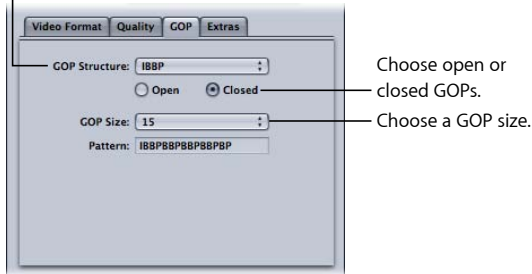 Video Format Quality GOP Extras
GOP Structure: IBBP
Open Closed
Choose open or
closed GOPs.
GOP Size: 15
Choose a GOP size.
Pattern: IBBPBBPBBPBBPBP